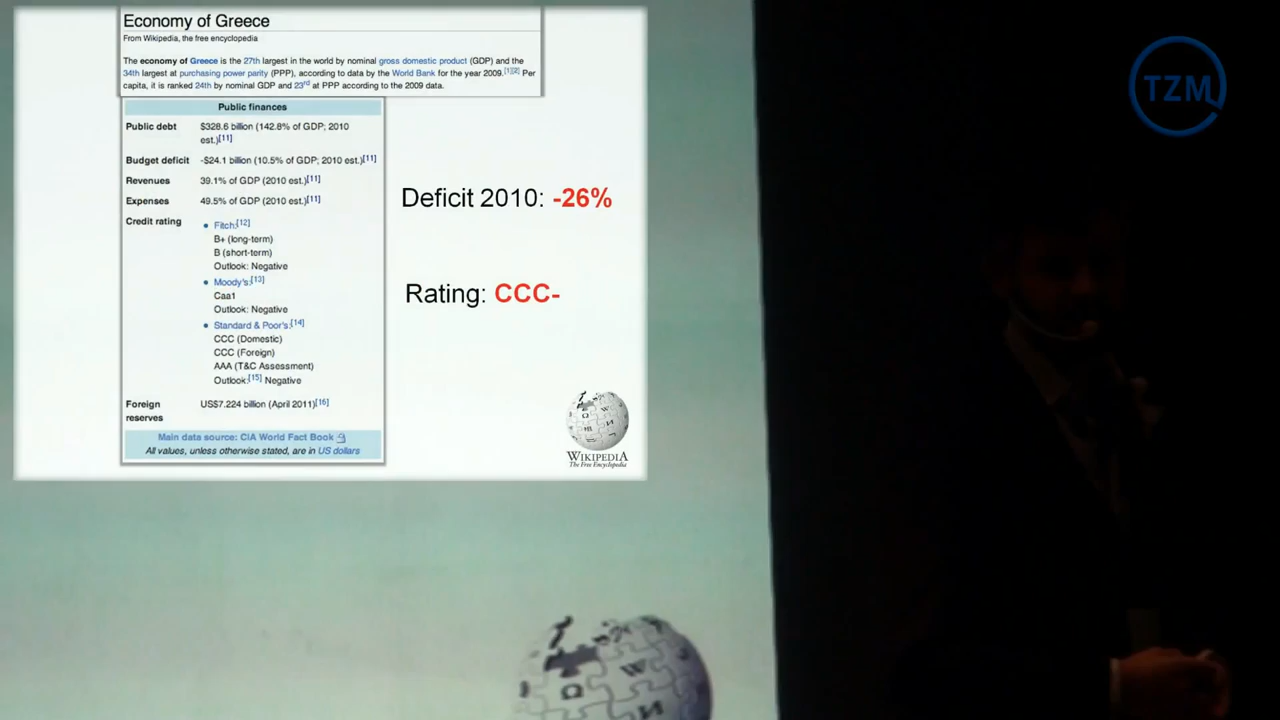 Economy of Greece
From Wikipedia, the free encyclopedia
The economy of Greece is the 27th largest in the world by nominal gross domestic product (GDP) and the
34th largest at purchasing power parity (PPP), according to data by the World Bank for the year 2009.[1][2] Per
capita, it is ranked 24th by nominal GDP and 23rd at PPP according to the 2009 data.
Public finances
Public debt $328.6 billion (142.8% of GDP; 2010
est.)[11]
Budget deficit -$24.1 billion (10.5% of GDP; 2010 est.)[11]
Revenues 39.1% of GDP (2010 est.)[11]
Expenses 49.5% of GDP (2010 est.)[11]
Credit rating
• Fitch:[12]
B+ (long-term)
B (short-term)
Outlook: Negative
• Moody's:[13]
Caa1
Outlook: Negative
• Standard & Poor's:[14]
CCC (Domestic)
CCC (Foreign)
AAA (T&C Assessment)
Outlook:[15] Negative
Foreign US$7.224 billion (April 2011)[16]
reserves
Main data source: CIA World Fact Book
All values, unless otherwise stated, are in US dollars
Deficit 2010: -26%
Rating: CCC-
WIKIPEDIA
The Free Encyclopedia
TZM